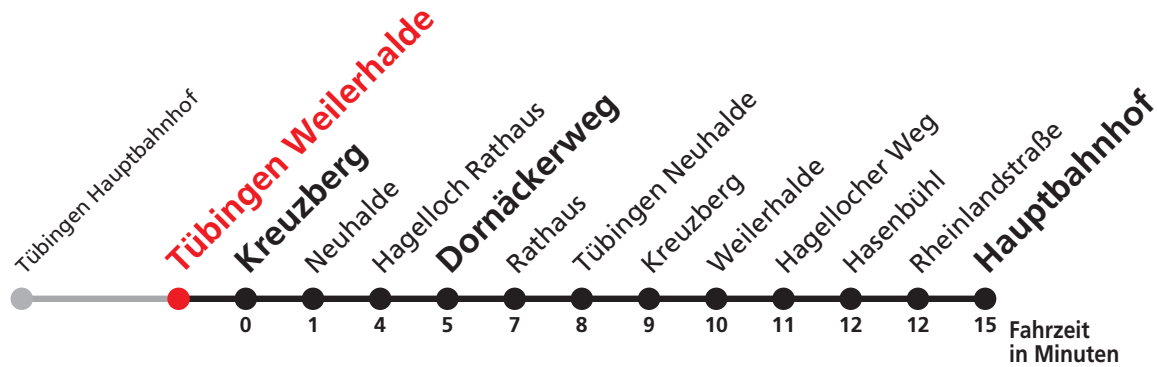 Tübingen Hauptbahnhof
Tübingen Weilerhalde
Kreuzberg
Neuhalde
Hagelloch Rathaus
Dornäckerweg
Rathaus
Tübingen Neuhalde
Kreuzberg
Weilerhalde
Hagellocher Weg
Hasenbühl
Rheinlandstraße
Hauptbahnhof
0 1 4 5 7 8 9 10 11 12 12 15
Fahrzeit
in Minuten